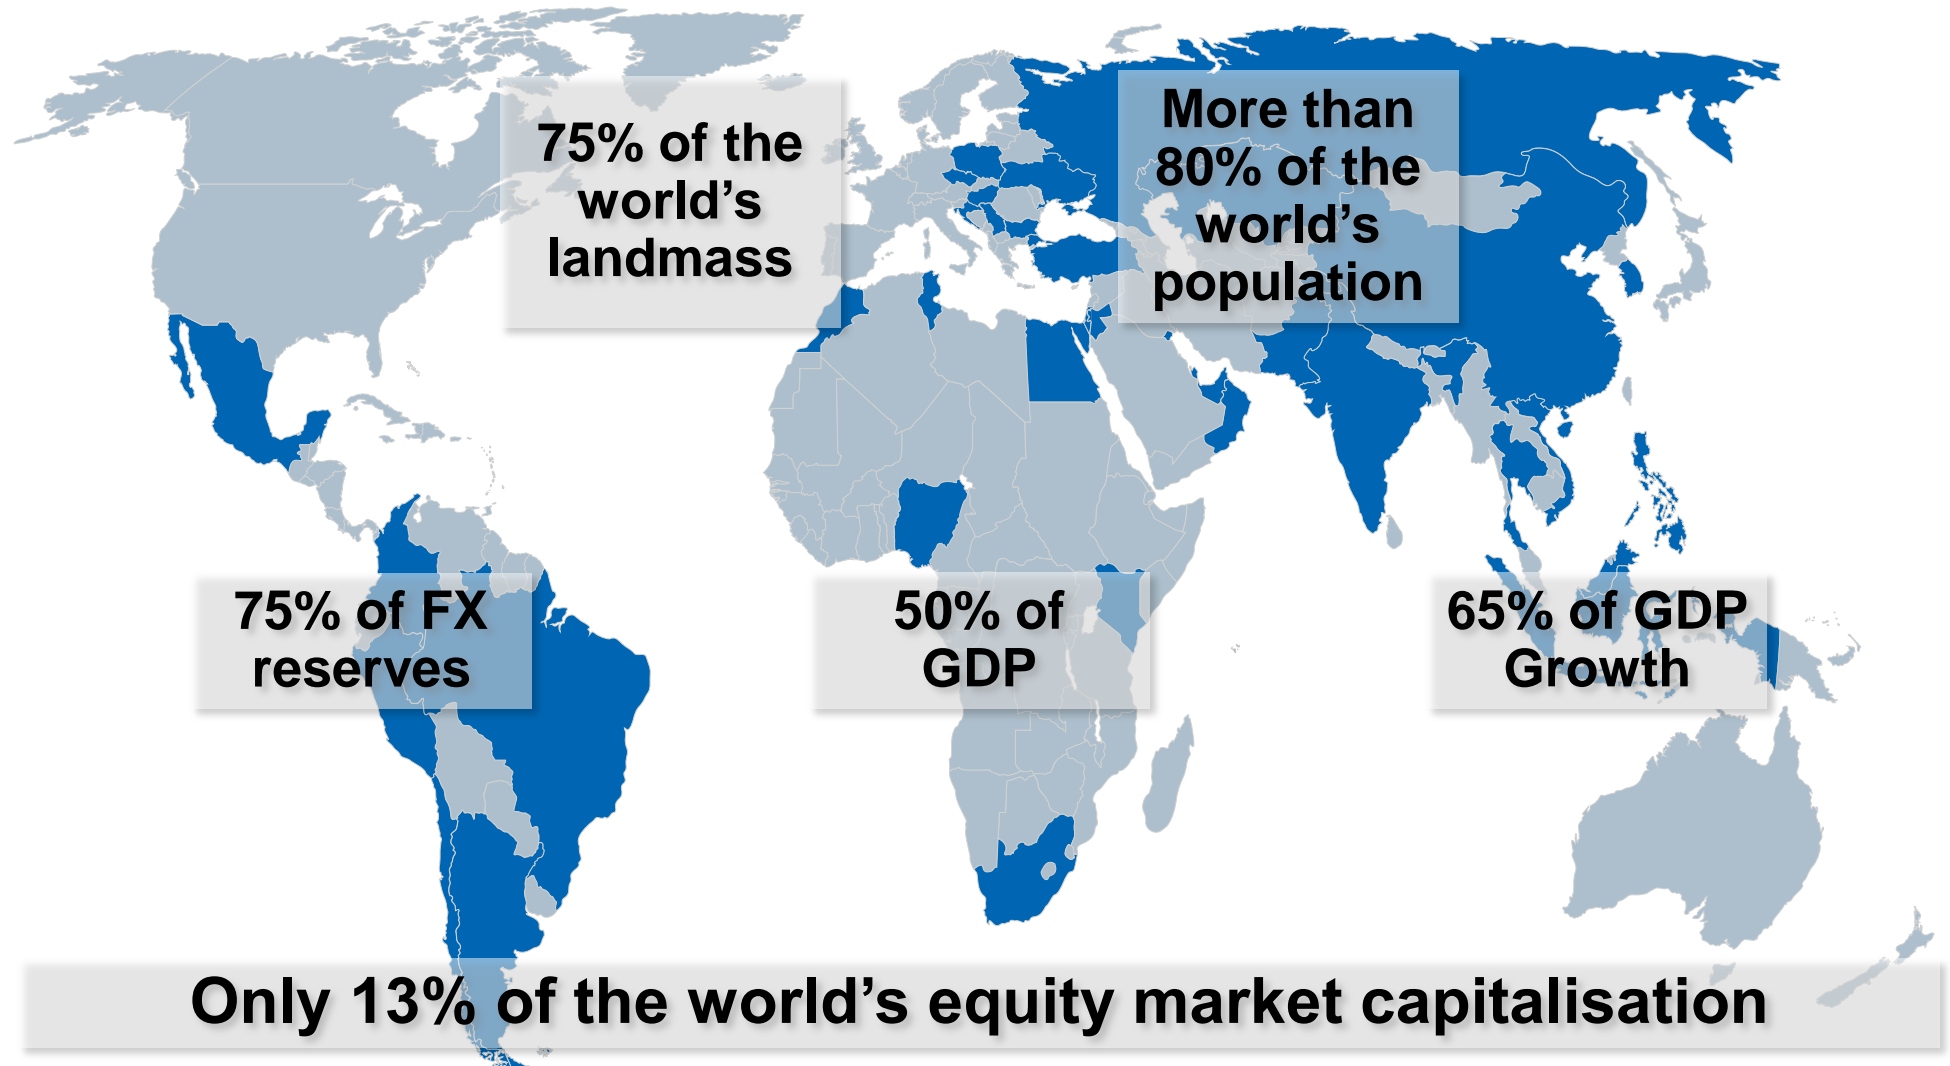 75% of the
world’s
landmass
More than
80% of the
world’s
population
75% of FX
reserves
50% of
GDP
65% of GDP
Growth
Only 13% of the world’s equity market capitalisation